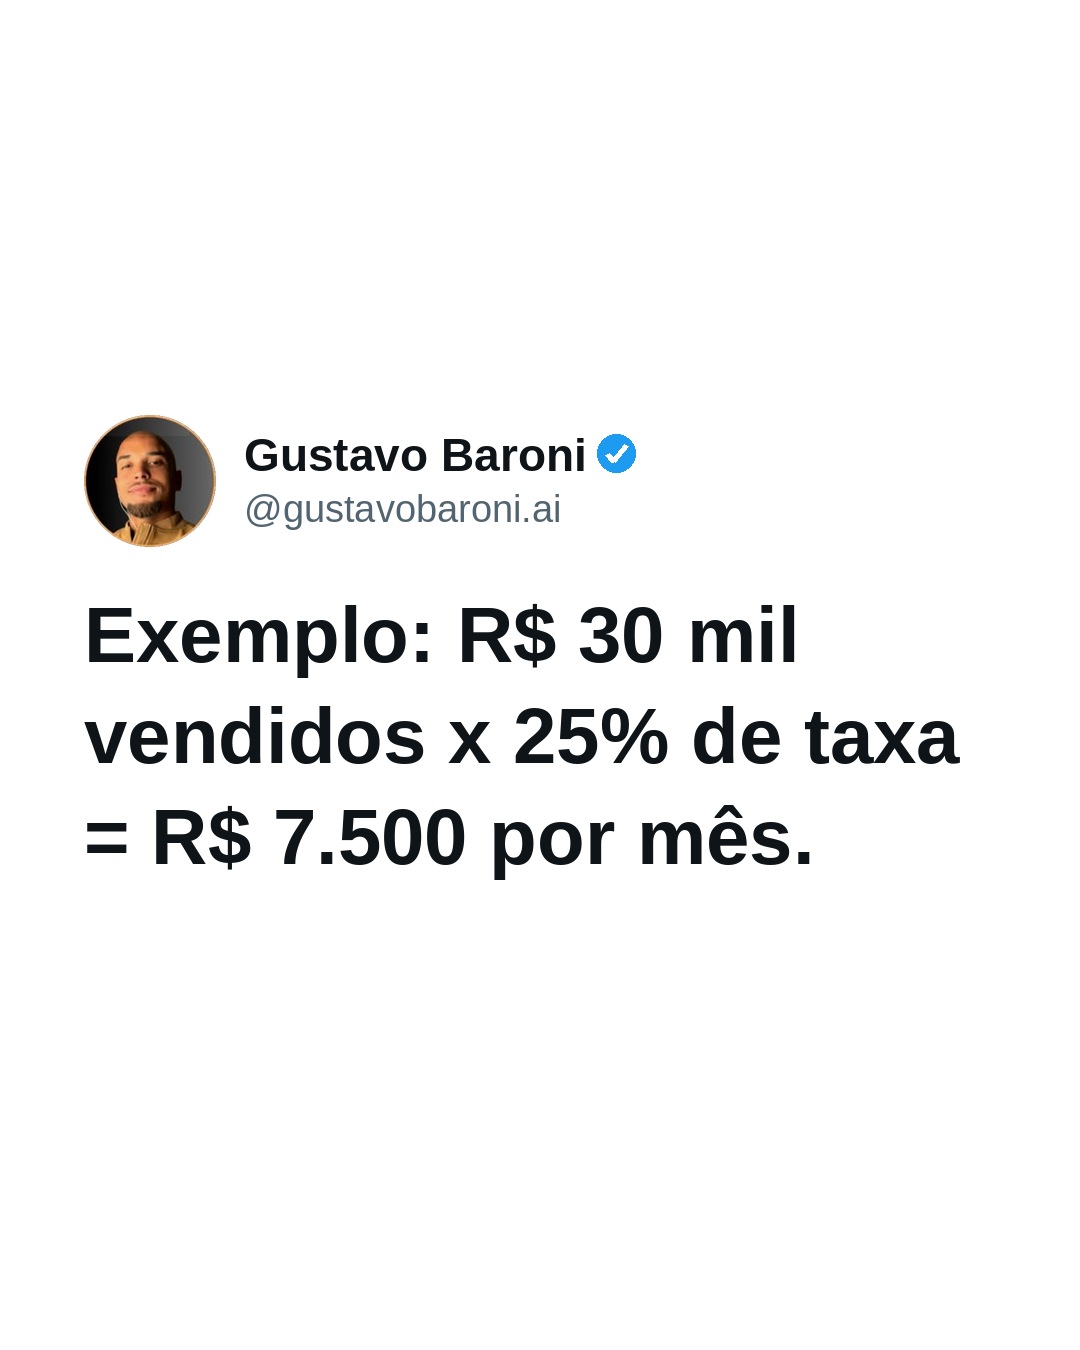 Gustavo Baroni
@gustavobaroni.ai
Exemplo: R$ 30 mil
vendidos x 25% de taxa
= R$ 7.500 por mês.